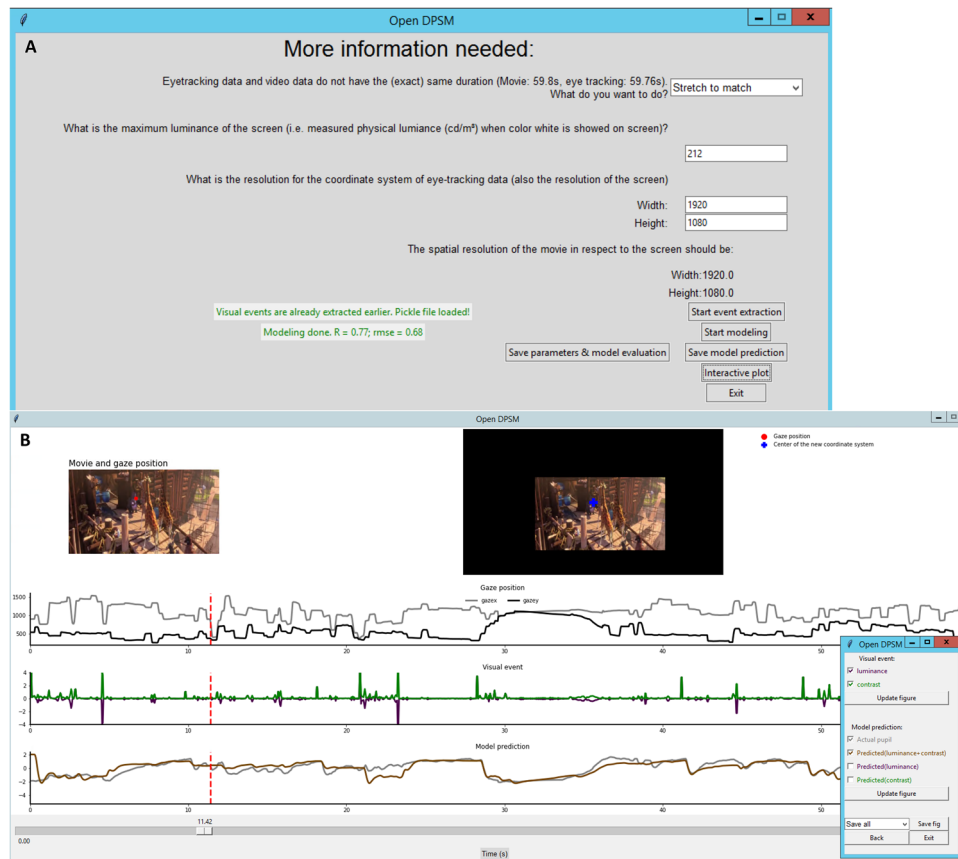 Open DPSM
A
More information needed:
Eyetracking data and video data do not have the (exact) same duration (Movie: 59.8s, eye tracking: 59.76s).
What do you want to do?
Stretch to match
What is the maximum luminance of the screen (i.e. measured physical lumiance (cd/m²) when color white is showed on screen)?
212
What is the resolution for the coordinate system of eye-tracking data (also the resolution of the screen)
Width: 1920
Height: 1080
The spatial resolution of the movie in respect to the screen should be:
Width:1920.0
Height:1080.0
Visual events are already extracted earlier. Pickle file loaded!
Start event extraction
Modeling done. R = 0.77; rmse = 0.68
Start modeling
Save parameters & model evaluation
Save model prediction
Interactive plot
Exit
Open DPSM
B
Gaze position
Center of the new coordinate system
Movie and gaze position
Gaze position
gazex gazey
1500
1000
500
0 10 20 30 40 50
Visual event
4
2
0
−2
−4
0 10 20 30 40 50
Model prediction
2
0
−2
−4
0 10 20 30 40 50
11.42
0.00
Time (s)
Open DPSM
Visual event:
luminance
contrast
Update figure
Model prediction:
Actual pupil
Predicted(luminance+contrast)
Predicted(luminance)
Predicted(contrast)
Update figure
Save all Save fig
Back Exit